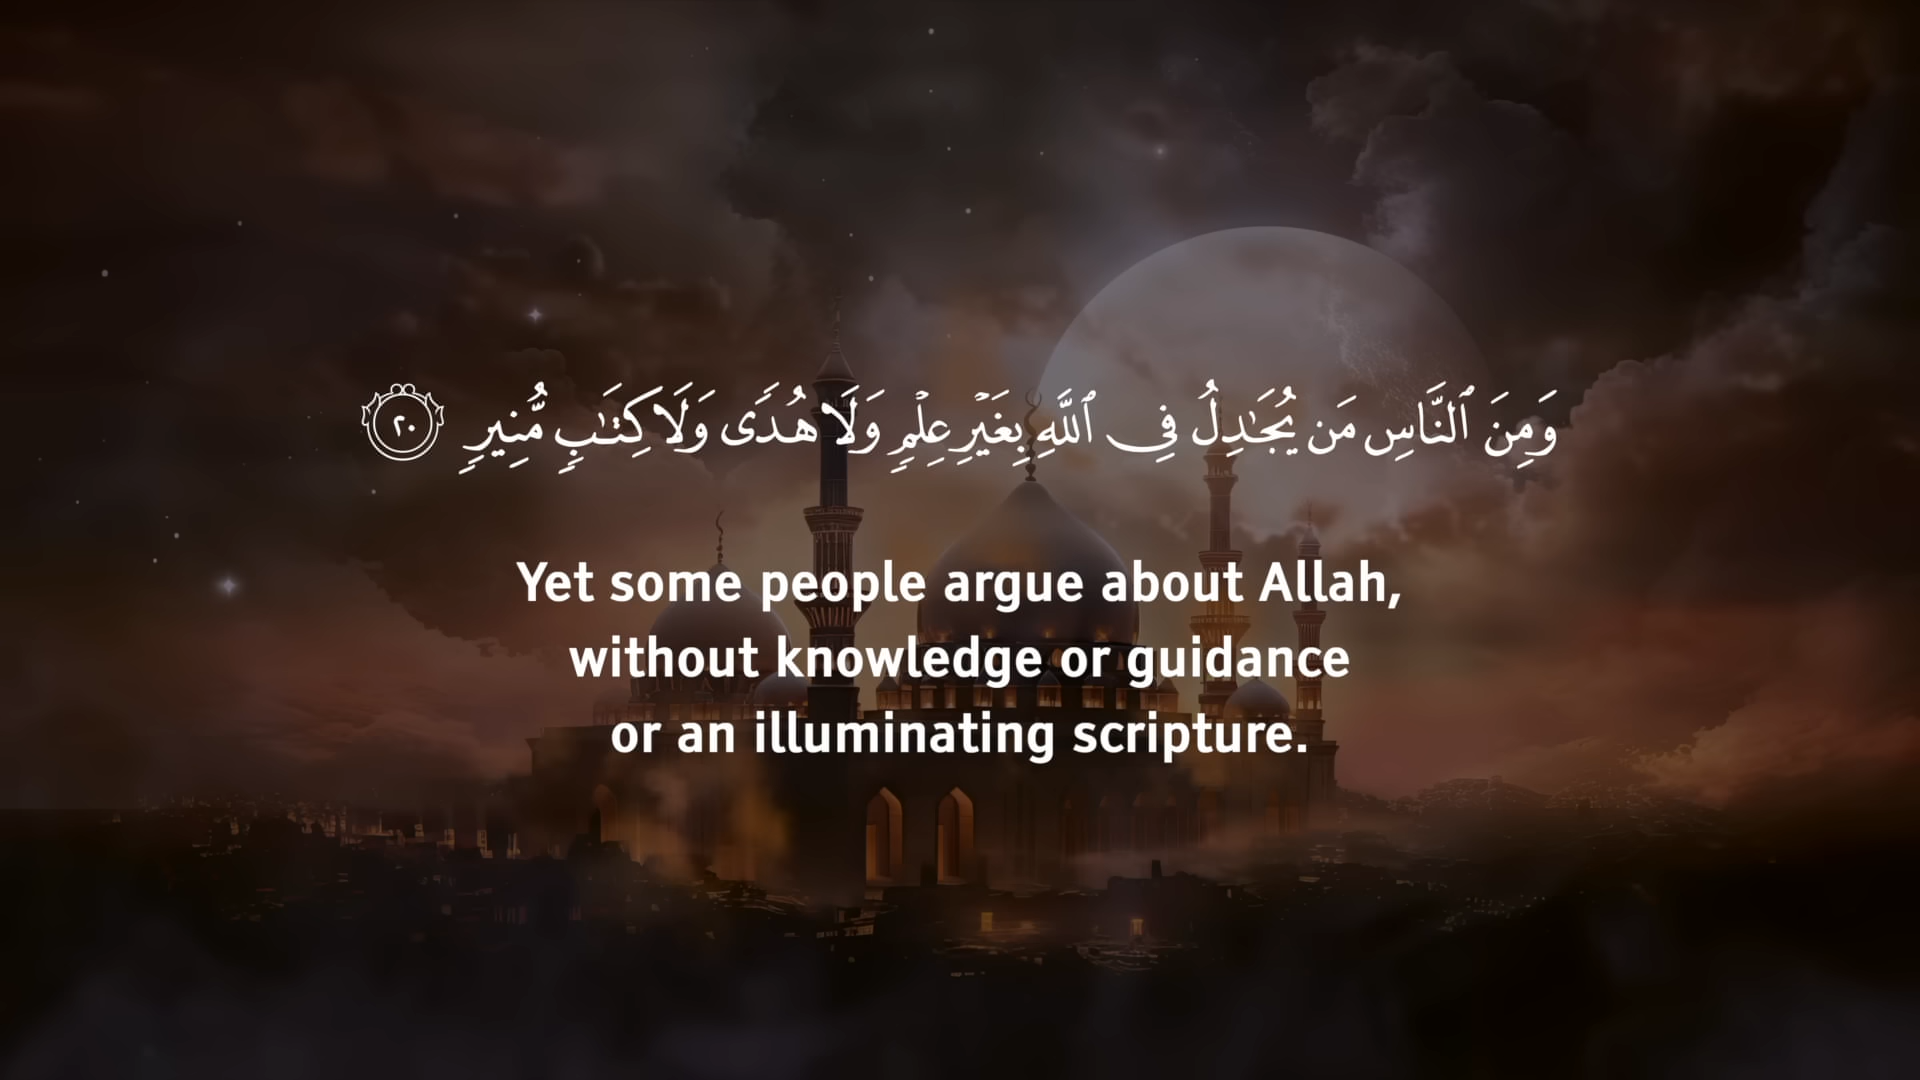 وَمِنَ ٱلنَّاسِ مَن يُجَـٰدِلُ فِى ٱللَّهِ بِغَيْرِ عِلْمٍ وَلَا هُدًى وَلَا كِتَـٰبٍ مُّنِيرٍ ٢٠
Yet some people argue about Allah,
without knowledge or guidance
or an illuminating scripture.